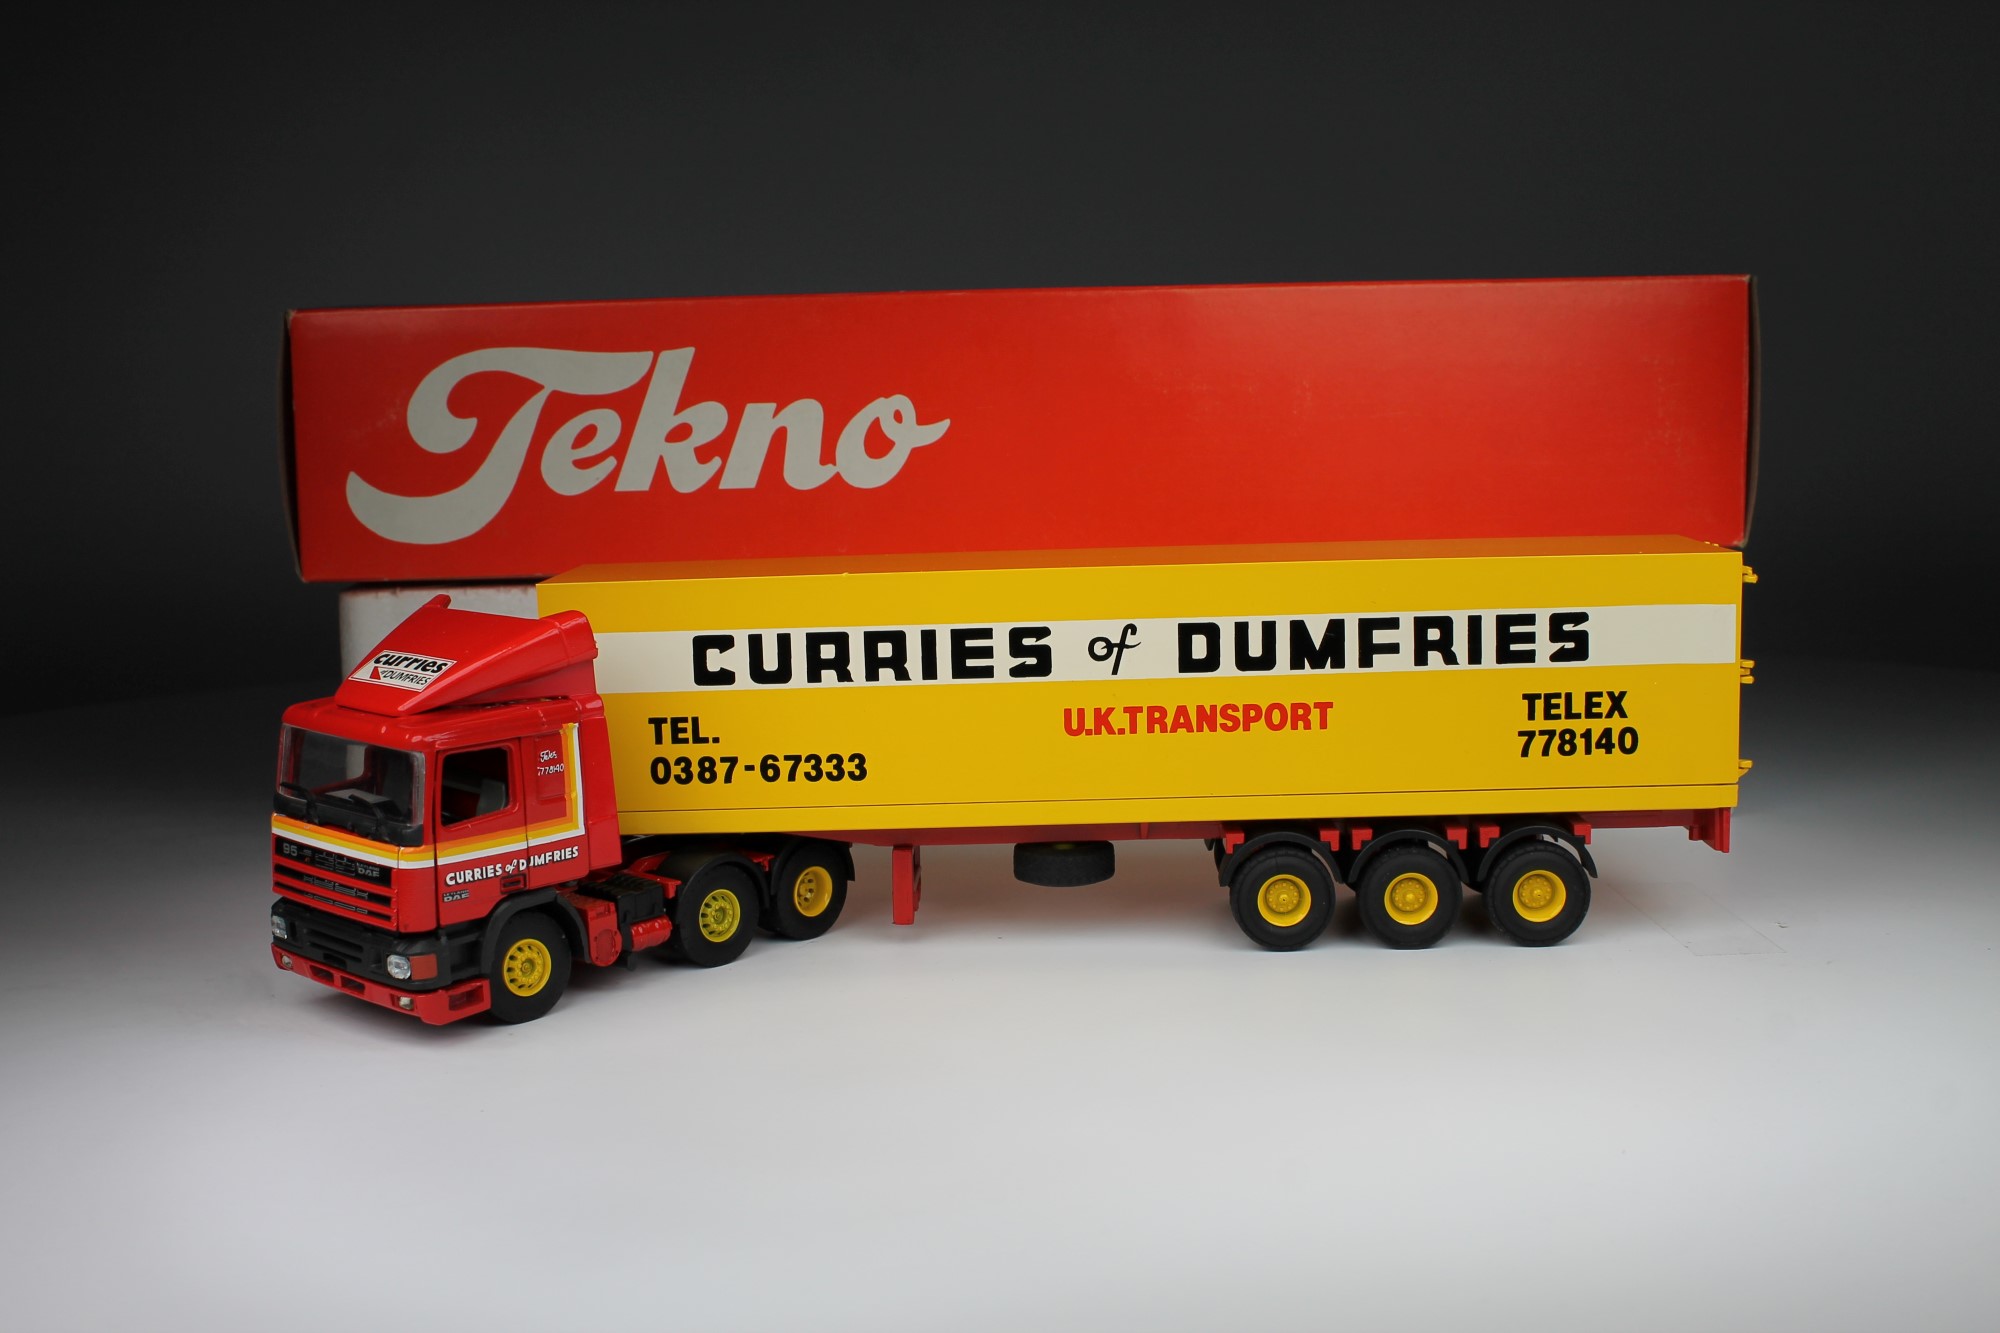 Tekno
CURRIES of DUMFRIES
TEL.
0387-67333
U.K.TRANSPORT
TELEX
778140
Curries
of DUMFRIES
Telex
778140
95
DAF
CURRIES of DUMFRIES
DAF